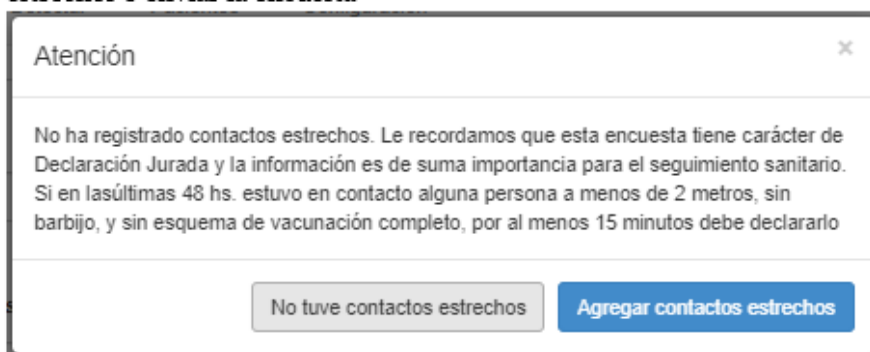 Atención
×
No ha registrado contactos estrechos. Le recordamos que esta encuesta tiene carácter de
Declaración Jurada y la información es de suma importancia para el seguimiento sanitario.
Si en lasúltimas 48 hs. estuvo en contacto alguna persona a menos de 2 metros, sin
barbijo, y sin esquema de vacunación completo, por al menos 15 minutos debe declararlo
No tuve contactos estrechos
Agregar contactos estrechos